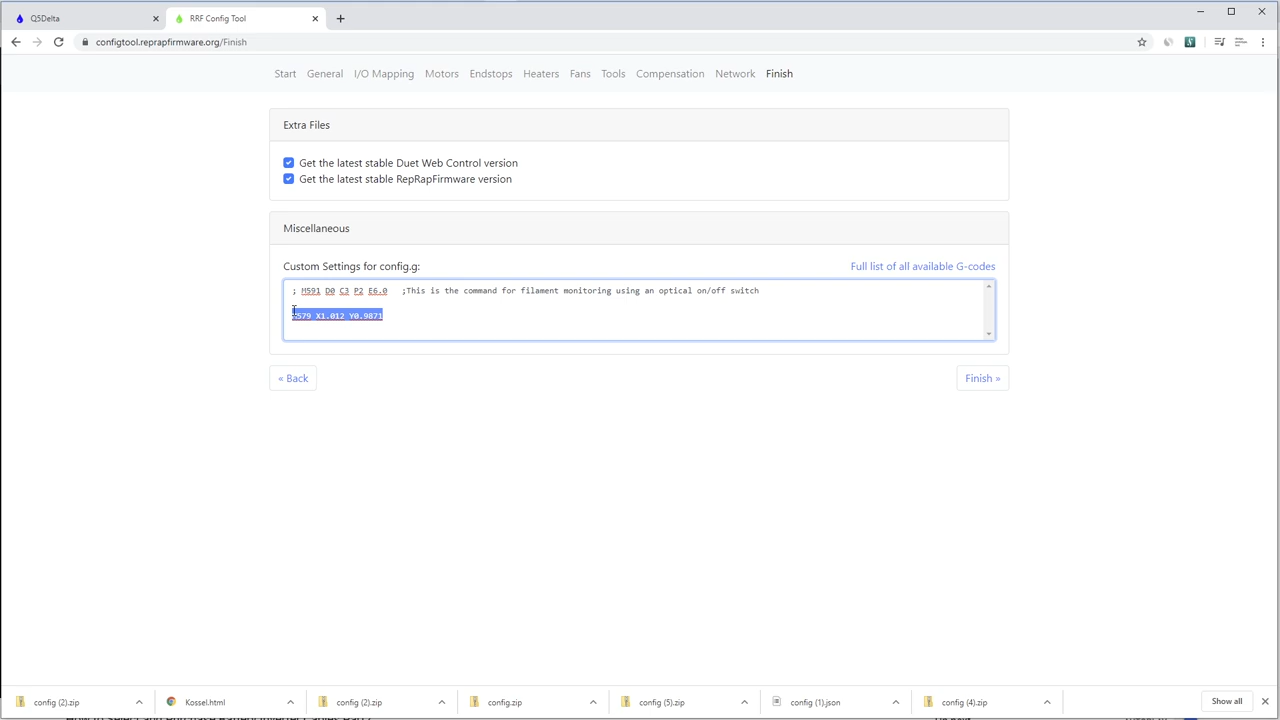 Q5Delta
RRF Config Tool
configtool.reprapfirmware.org/Finish
Start General I/O Mapping Motors Endstops Heaters Fans Tools Compensation Network Finish
Extra Files
Get the latest stable Duet Web Control version
Get the latest stable RepRapFirmware version
Miscellaneous
Custom Settings for config.g:
Full list of all available G-codes
; M591 D0 C3 P2 E6.0 ;This is the command for filament monitoring using an optical on/off switch
M579 X1.012 Y0.9871
« Back
Finish »
config (2).zip
Kossel.html
config (2).zip
config.zip
config (5).zip
config (1).json
config (4).zip
Show all